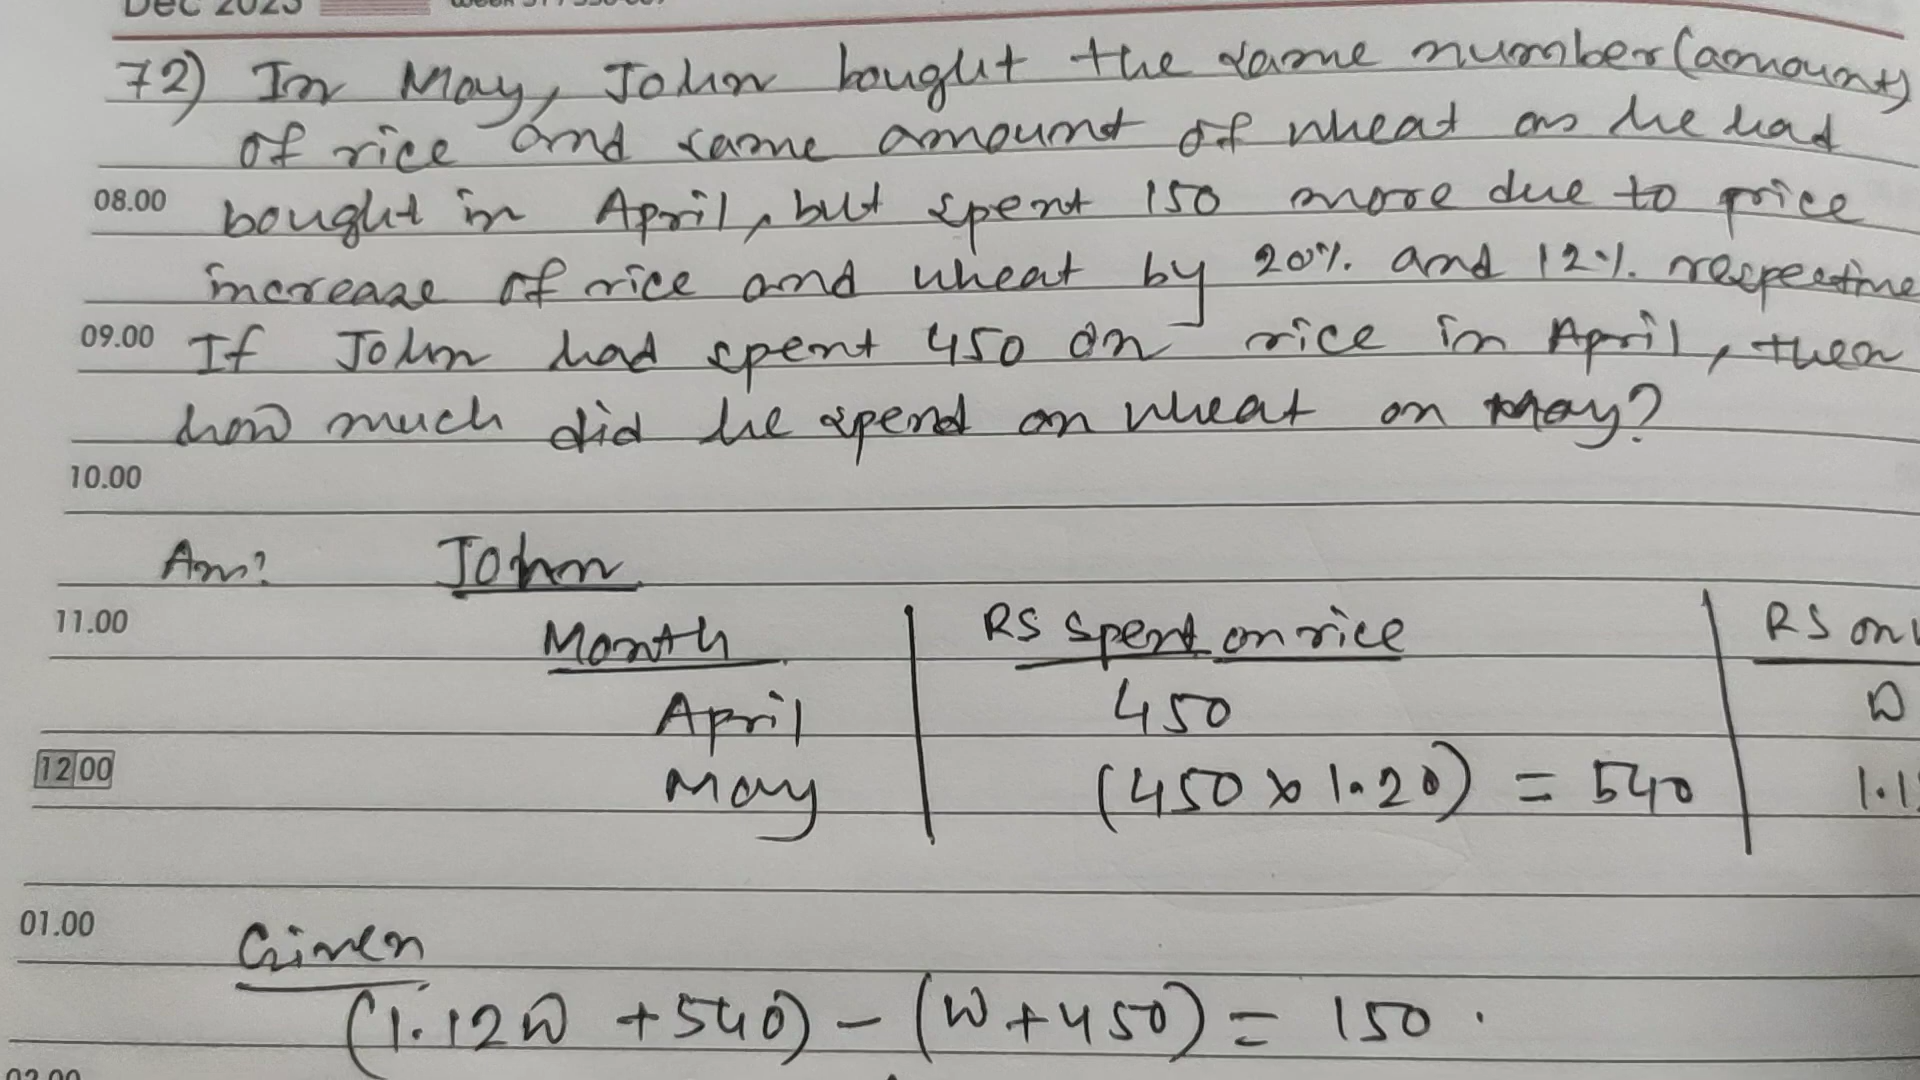 Dec 2023
72) In May, John bought the same number (amount)
of rice and same amount of wheat as he had
08.00 bought in April, but spent 150 more due to price
increase of rice and wheat by 20% and 12% respective
09.00 If John had spent 450 on rice in April, then
how much did he spend on wheat on May?
10.00
Ans: John
11.00 Month RS spent on rice RS on
April 450 W
12.00 May (450 x 1.20) = 540 1.1
01.00 Given
(1.12W + 540) - (W + 450) = 150.